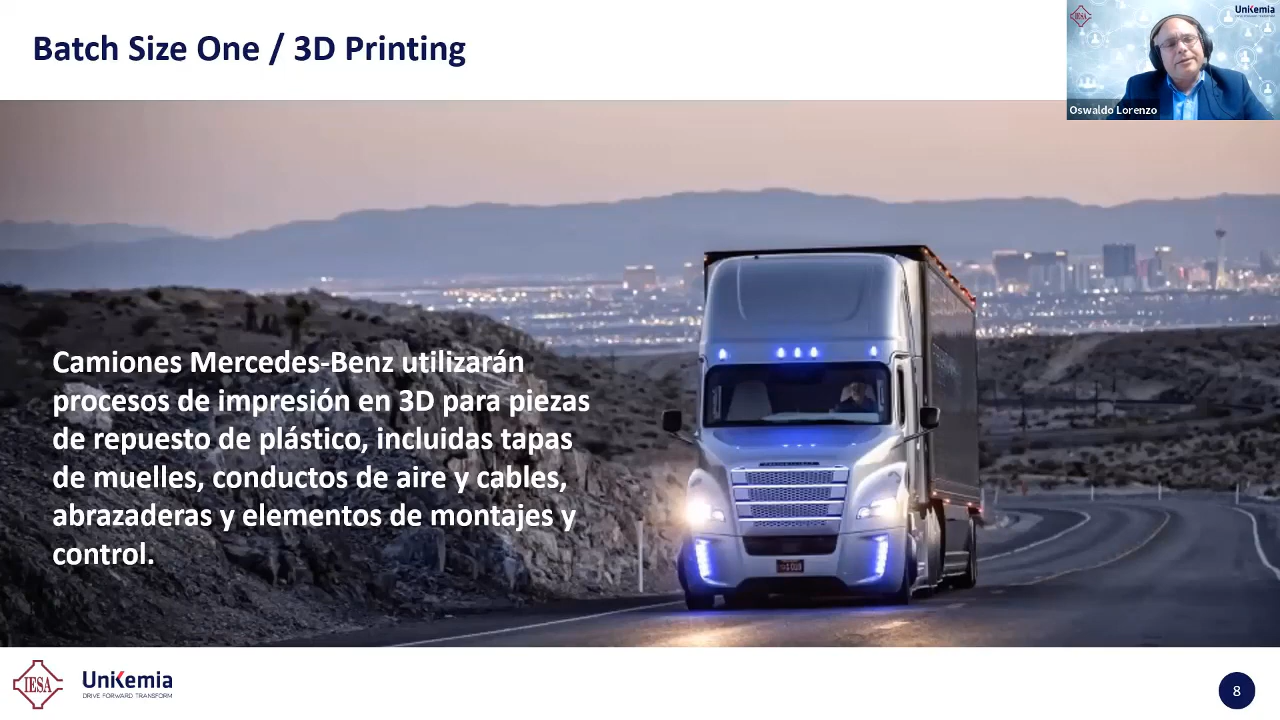 Batch Size One / 3D Printing
IESA
UniKemia
Oswaldo Lorenzo
Camiones Mercedes-Benz utilizarán
procesos de impresión en 3D para piezas
de repuesto de plástico, incluidas tapas
de muelles, conductos de aire y cables,
abrazaderas y elementos de montajes y
control.
IESA
UniKemia
DRIVE FORWARD TRANSFORM
8